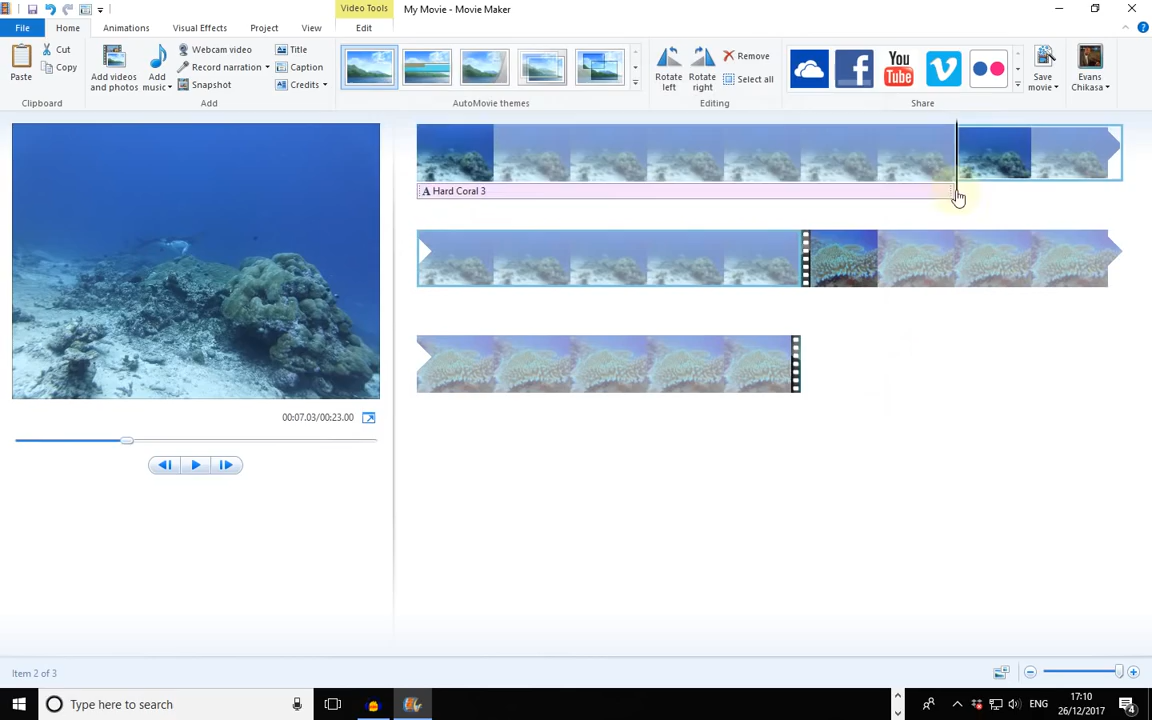 Video Tools
My Movie - Movie Maker
File
Home
Animations
Visual Effects
Project
View
Edit
Paste
Cut
Copy
Clipboard
Add videos and photos
Add music
Webcam video
Record narration
Snapshot
Title
Caption
Credits
Add
AutoMovie themes
Rotate left
Rotate right
Remove
Select all
Editing
You Tube
Share
Save movie
Evans Chikasa
A Hard Coral 3
00:07.03/00:23.00
Item 2 of 3
Type here to search
ENG
17:10
26/12/2017
4